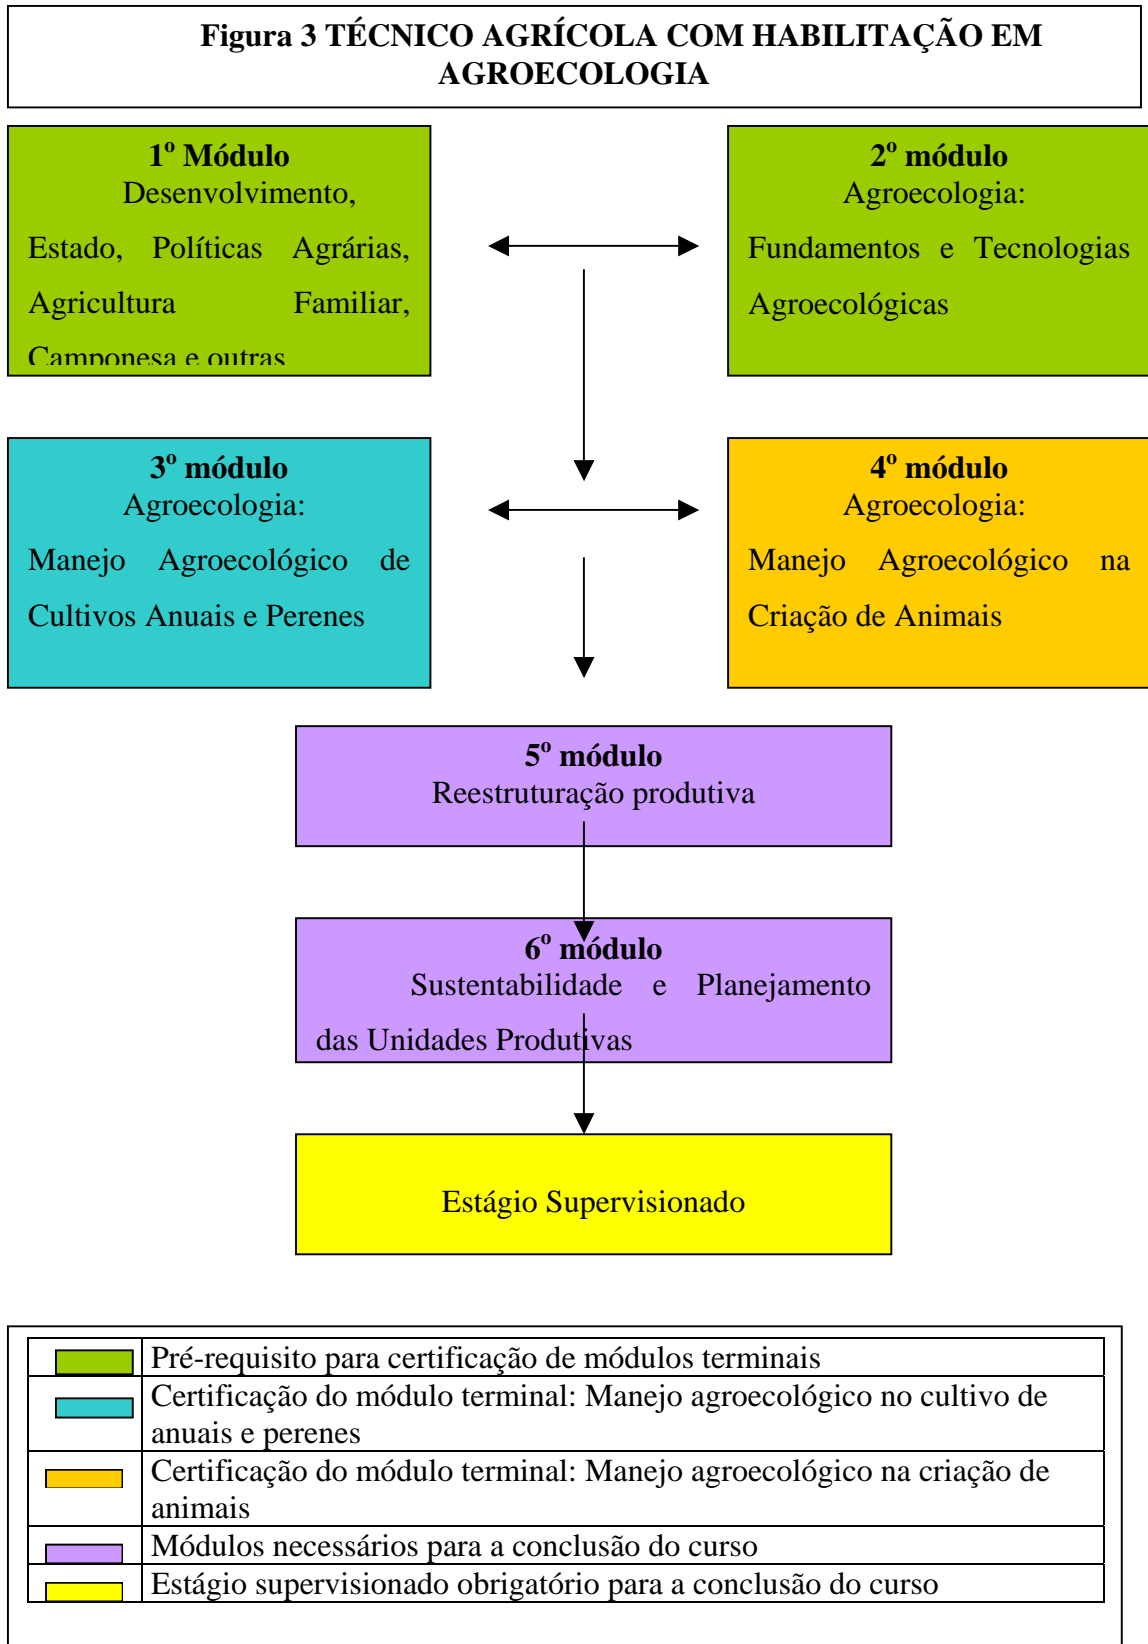 Figura 3 TÉCNICO AGRÍCOLA COM HABILITAÇÃO EM
AGROECOLOGIA
1º Módulo
Desenvolvimento,
Estado, Políticas Agrárias,
Agricultura Familiar,
Camponesa e outras
2º módulo
Agroecologia:
Fundamentos e Tecnologias
Agroecológicas
3º módulo
Agroecologia:
Manejo Agroecológico de
Cultivos Anuais e Perenes
4º módulo
Agroecologia:
Manejo Agroecológico na
Criação de Animais
5º módulo
Reestruturação produtiva
6º módulo
Sustentabilidade e Planejamento
das Unidades Produtivas
Estágio Supervisionado
Pré-requisito para certificação de módulos terminais
Certificação do módulo terminal: Manejo agroecológico no cultivo de
anuais e perenes
Certificação do módulo terminal: Manejo agroecológico na criação de
animais
Módulos necessários para a conclusão do curso
Estágio supervisionado obrigatório para a conclusão do curso